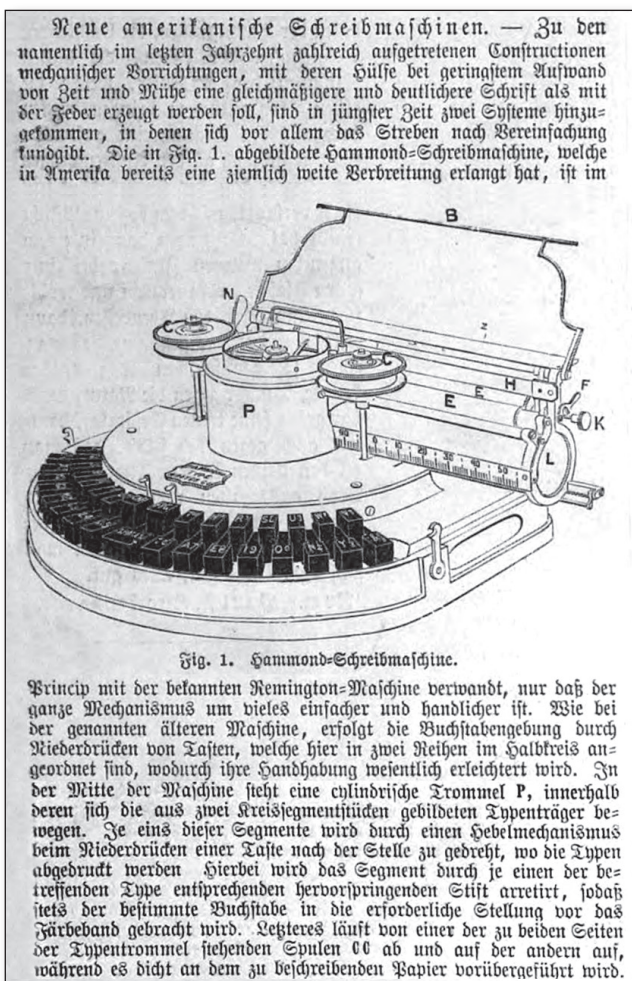 Neue amerikanische Schreibmaschinen. — Zu den
namentlich im letzten Jahrzehnt zahlreich aufgetretenen Constructionen
mechanischer Vorrichtungen, mit deren Hülfe bei geringstem Aufwand
von Zeit und Mühe eine gleichmäßigere und deutlichere Schrift als mit
der Feder erzeugt werden soll, sind in jüngster Zeit zwei Systeme hinzu-
gekommen, in denen sich vor allem das Streben nach Vereinfachung
kundgibt. Die in Fig. 1. abgebildete Hammond-Schreibmaschine, welche
in Amerika bereits eine ziemlich weite Verbreitung erlangt hat, ist im
B
N
C
C
P
H
E
E
F
K
L
0 10 20 30 40 50
Fig. 1. Hammond-Schreibmaschine.
Princip mit der bekannten Remington-Maschine verwandt, nur daß der
ganze Mechanismus um vieles einfacher und handlicher ist. Wie bei
der genannten älteren Maschine, erfolgt die Buchstabengebung durch
Niederdrücken von Tasten, welche hier in zwei Reihen im Halbkreis an-
geordnet sind, wodurch ihre Handhabung wesentlich erleichtert wird. In
der Mitte der Maschine steht eine cylindrische Trommel P, innerhalb
deren sich die aus zwei Kreissegmentstücken gebildeten Typenträger be-
wegen. Je eins dieser Segmente wird durch einen Hebelmechanismus
beim Niederdrücken einer Taste nach der Stelle zu gedreht, wo die Typen
abgedruckt werden Hierbei wird das Segment durch je einen der be-
treffenden Type entsprechenden hervorspringenden Stift arretirt, sodaß
stets der bestimmte Buchstabe in die erforderliche Stellung vor das
Färbeband gebracht wird. Letzteres läuft von einer der zu beiden Seiten
der Typentrommel stehenden Spulen CC ab und auf der andern auf,
während es dicht an dem zu beschreibenden Papier vorübergeführt wird.